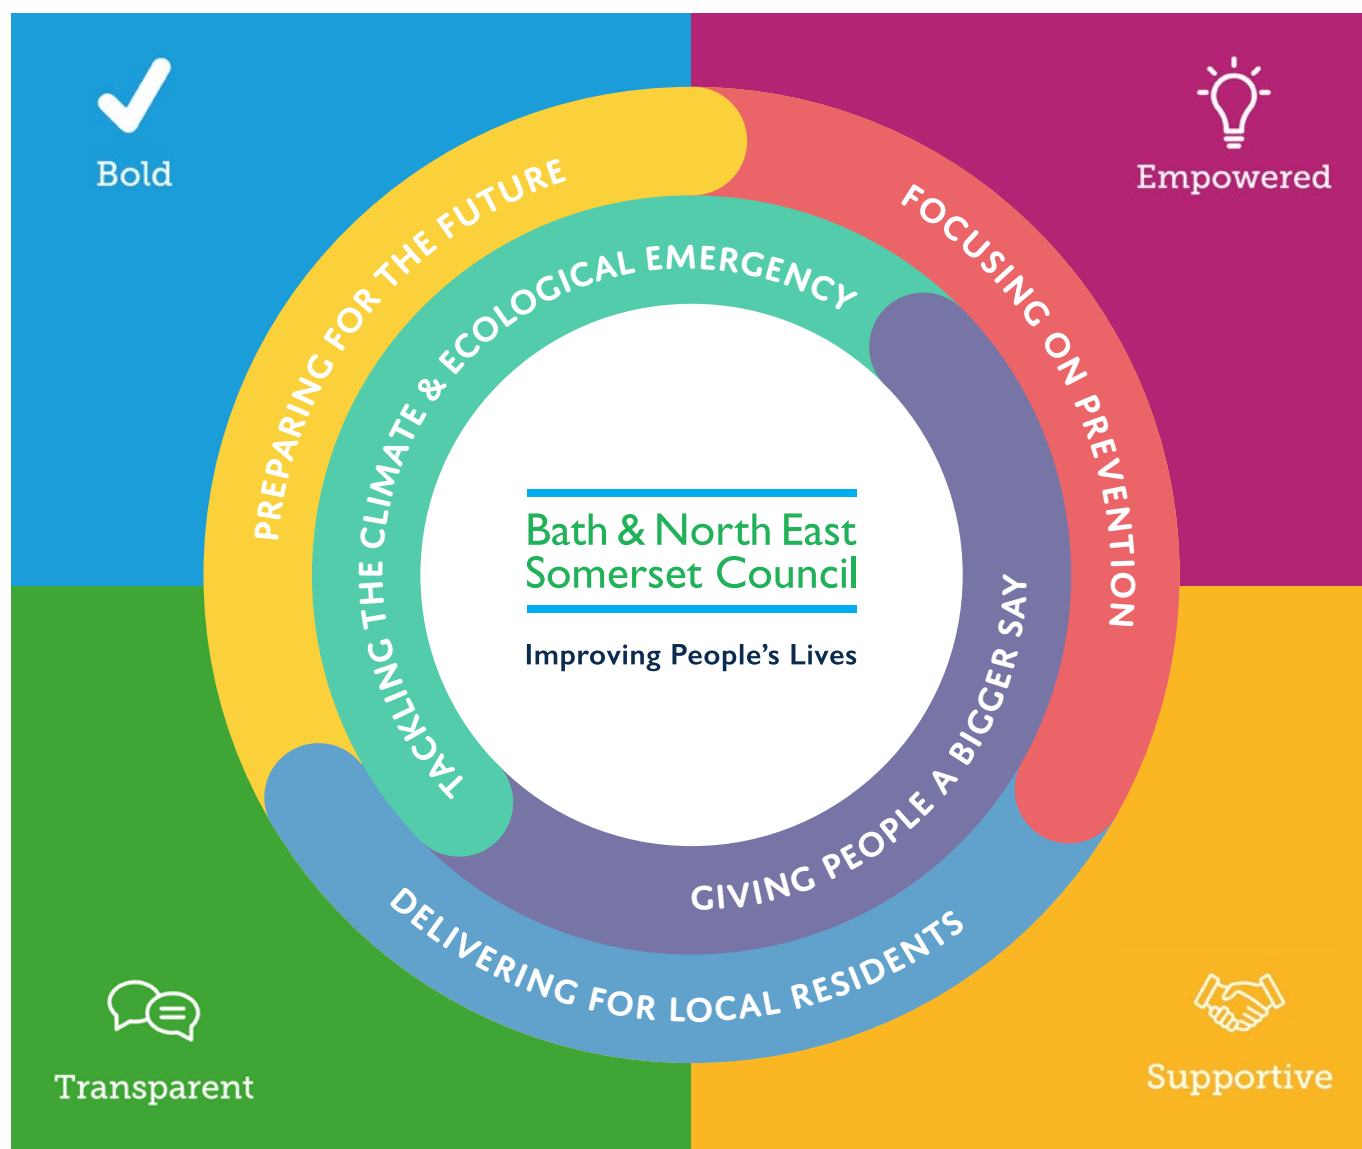 Bold
Empowered
PREPARING FOR THE FUTURE
FOCUSING ON PREVENTION
TACKLING THE CLIMATE & ECOLOGICAL EMERGENCY
Bath & North East
Somerset Council
Improving People's Lives
GIVING PEOPLE A BIGGER SAY
DELIVERING FOR LOCAL RESIDENTS
Transparent
Supportive